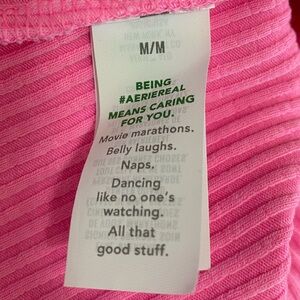 M/M
BEING
#AERIEREAL
MEANS CARING
FOR YOU.
Movie marathons.
Belly laughs.
Naps.
Dancing
like no one's
watching.
All that
good stuff.